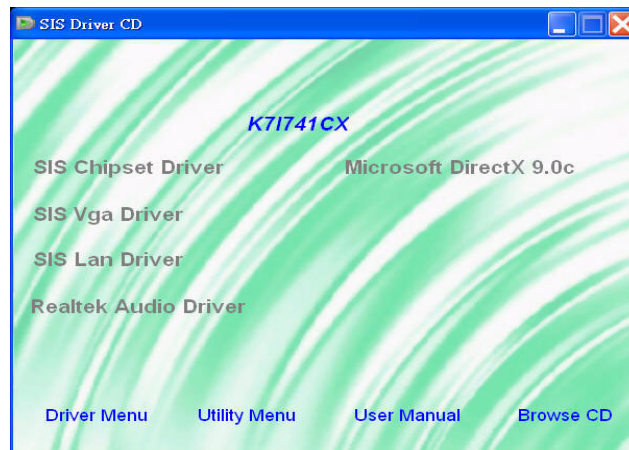 SIS Driver CD
K7I741CX
SIS Chipset Driver
Microsoft DirectX 9.0c
SIS Vga Driver
SIS Lan Driver
Realtek Audio Driver
Driver Menu
Utility Menu
User Manual
Browse CD